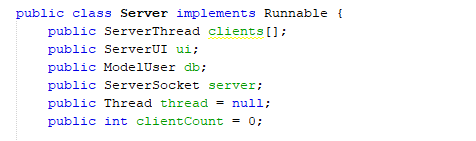 public class Server implements Runnable {
public ServerThread clients[];
public ServerUI ui;
public ModelUser db;
public ServerSocket server;
public Thread thread = null;
public int clientCount = 0;